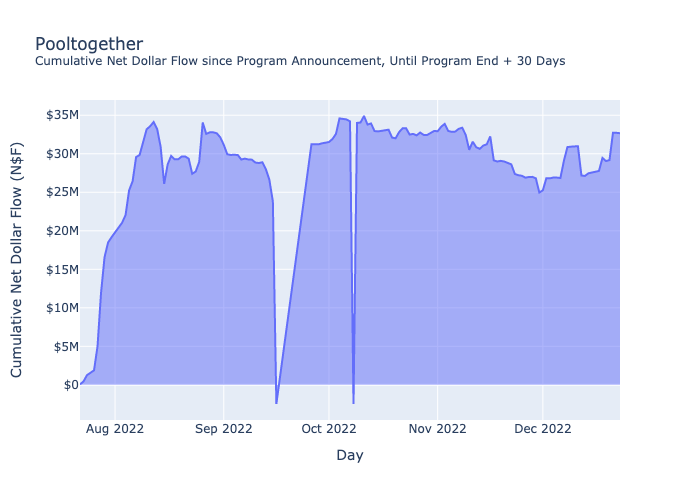 Pooltogether
Cumulative Net Dollar Flow since Program Announcement, Until Program End + 30 Days
Cumulative Net Dollar Flow (N$F)
$35M
$30M
$25M
$20M
$15M
$10M
$5M
$0
Aug 2022 Sep 2022 Oct 2022 Nov 2022 Dec 2022
Day